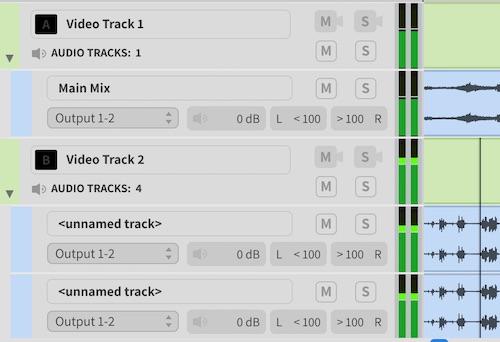 A Video Track 1 M S
AUDIO TRACKS: 1 M S
Main Mix M S
Output 1-2 0 dB L < 100 > 100 R
B Video Track 2 M S
AUDIO TRACKS: 4 M S
<unnamed track> M S
Output 1-2 0 dB L < 100 > 100 R
<unnamed track> M S
Output 1-2 0 dB L < 100 > 100 R